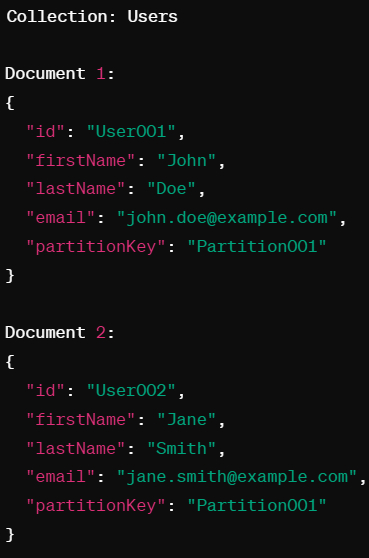 Collection: Users
Document 1:
{
"id": "User001",
"firstName": "John",
"lastName": "Doe",
"email": "john.doe@example.com",
"partitionKey": "Partition001"
}
Document 2:
{
"id": "User002",
"firstName": "Jane",
"lastName": "Smith",
"email": "jane.smith@example.com",
"partitionKey": "Partition001"
}